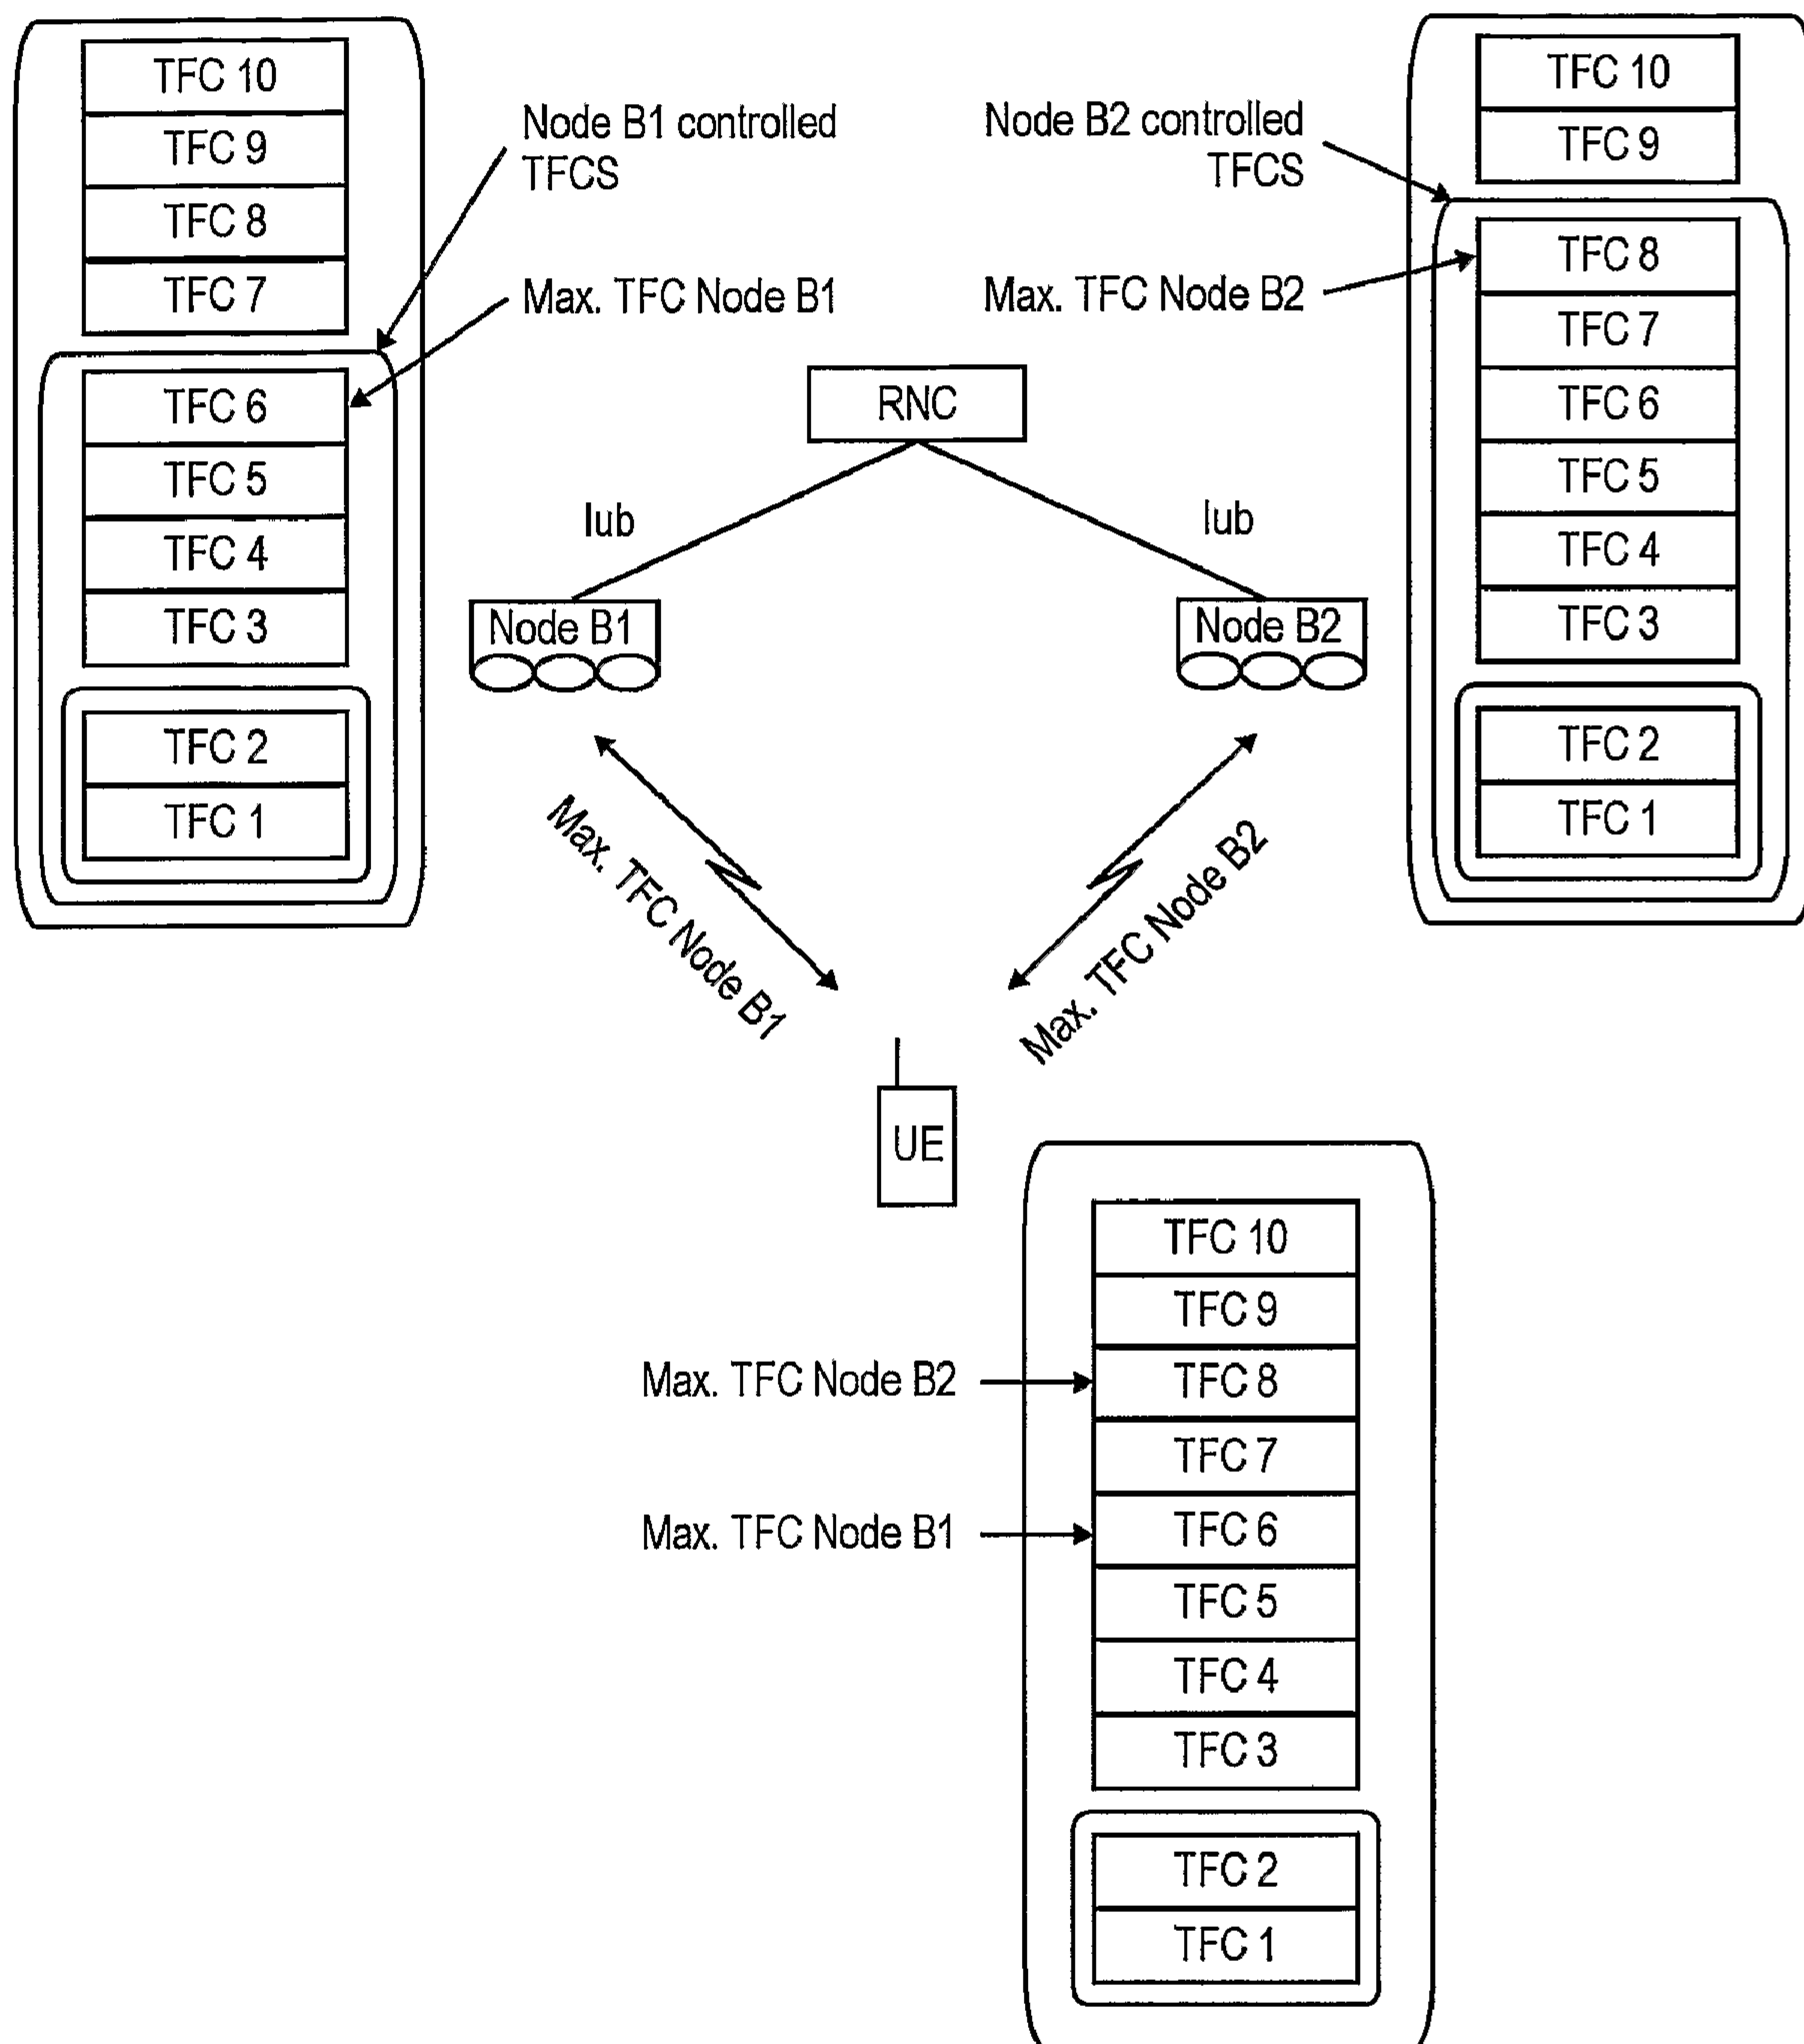 TFC 10
TFC 9
TFC 8
TFC 7
TFC 6
TFC 5
TFC 4
TFC 3
TFC 2
TFC 1
Node B1 controlled
TFCS
Max. TFC Node B1
Node B2 controlled
TFCS
Max. TFC Node B2
TFC 10
TFC 9
TFC 8
TFC 7
TFC 6
TFC 5
TFC 4
TFC 3
TFC 2
TFC 1
RNC
Iub
Iub
Node B1
Node B2
Max. TFC Node B1
Max. TFC Node B2
UE
Max. TFC Node B2
Max. TFC Node B1
TFC 10
TFC 9
TFC 8
TFC 7
TFC 6
TFC 5
TFC 4
TFC 3
TFC 2
TFC 1